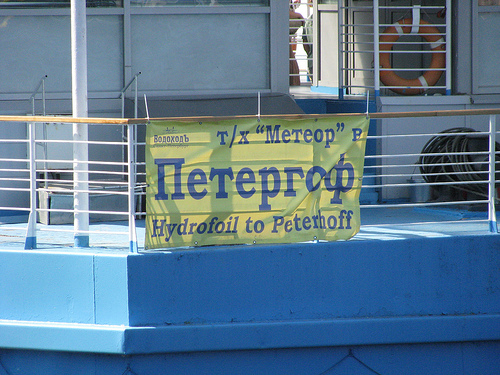 ВодоходЪ
т/х "Метеор" в
Петергоф
Hydrofoil to Peterhoff